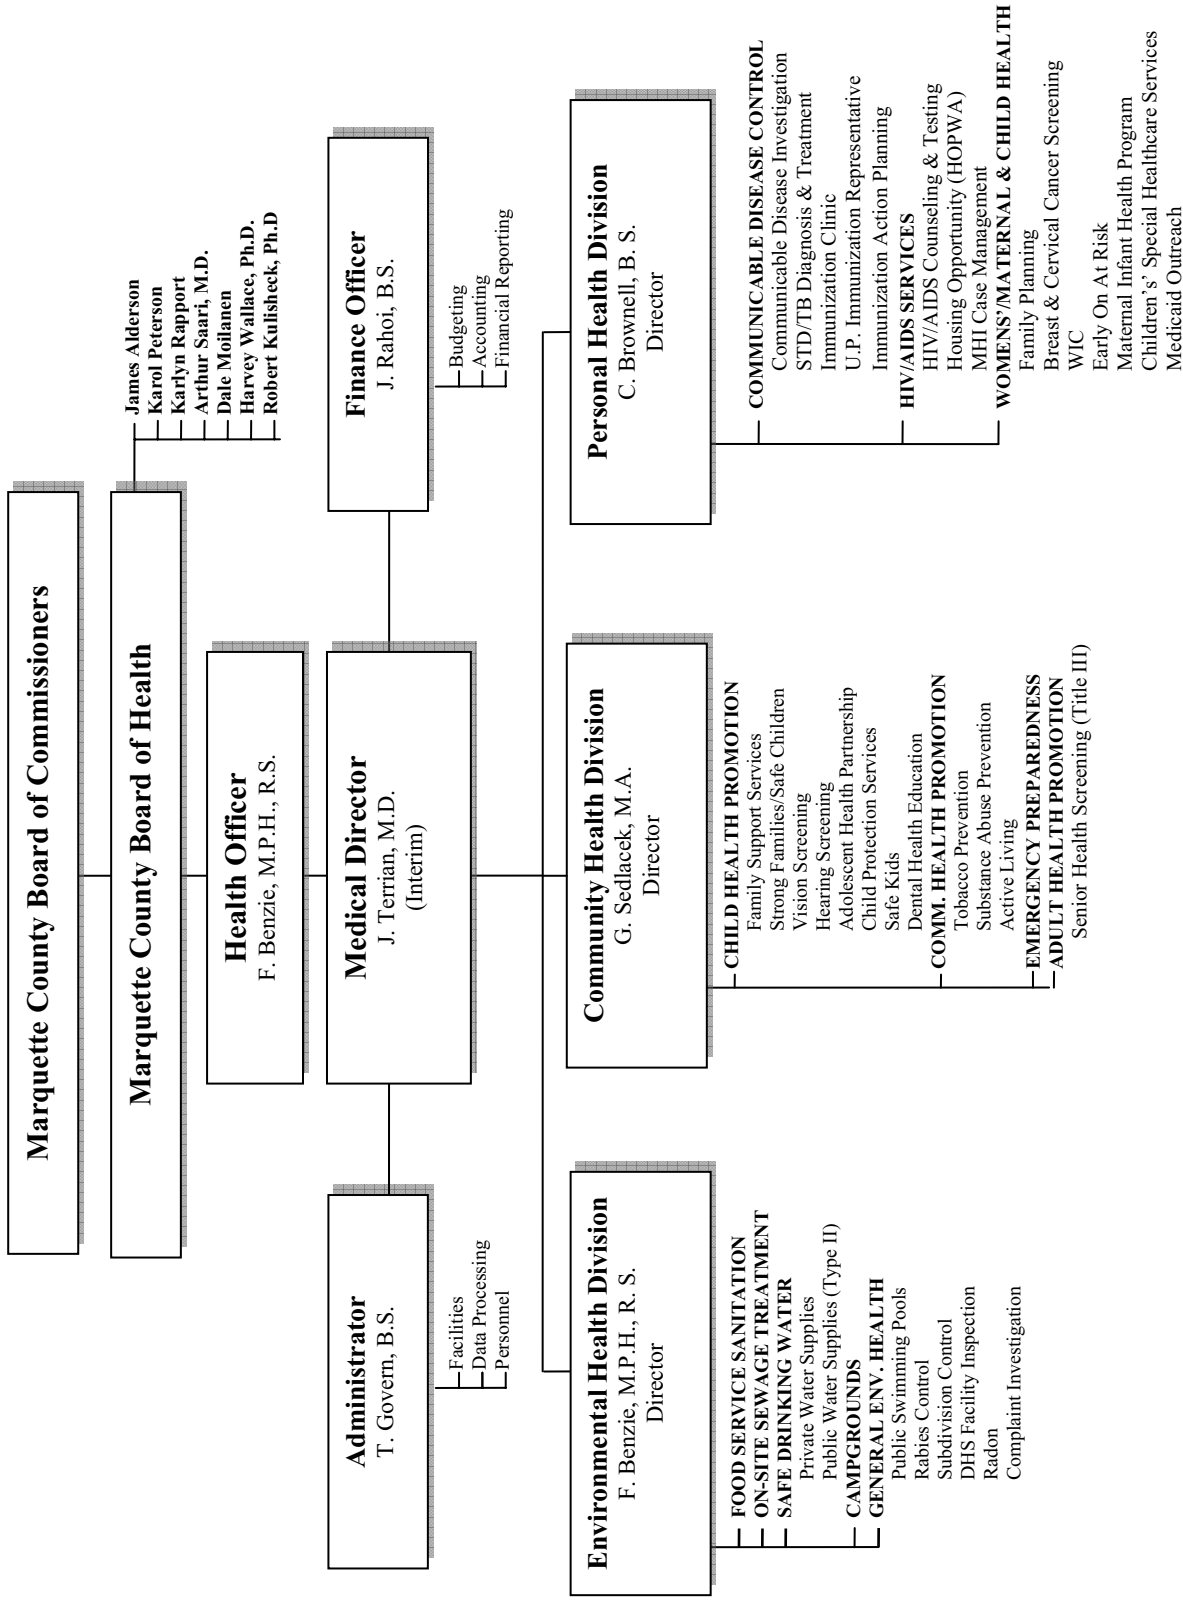 Marquette County Board of Commissioners
Marquette County Board of Health
James Alderson
Karol Peterson
Karlyn Rapport
Arthur Saari, M.D.
Dale Moilanen
Harvey Wallace, Ph.D.
Robert Kulisheck, Ph.D
Health Officer
F. Benzie, M.P.H., R.S.
Administrator
T. Govern, B.S.
Facilities
Data Processing
Personnel
Medical Director
J. Terrian, M.D.
(Interim)
Finance Officer
J. Rahoi, B.S.
Budgeting
Accounting
Financial Reporting
Environmental Health Division
F. Benzie, M.P.H., R. S.
Director
FOOD SERVICE SANITATION
ON-SITE SEWAGE TREATMENT
SAFE DRINKING WATER
Private Water Supplies
Public Water Supplies (Type II)
CAMPGROUNDS
GENERAL ENV. HEALTH
Public Swimming Pools
Rabies Control
Subdivision Control
DHS Facility Inspection
Radon
Complaint Investigation
Community Health Division
G. Sedlacek, M.A.
Director
CHILD HEALTH PROMOTION
Family Support Services
Strong Families/Safe Children
Vision Screening
Hearing Screening
Adolescent Health Partnership
Child Protection Services
Safe Kids
Dental Health Education
COMM. HEALTH PROMOTION
Tobacco Prevention
Substance Abuse Prevention
Active Living
EMERGENCY PREPAREDNESS
ADULT HEALTH PROMOTION
Senior Health Screening (Title III)
Personal Health Division
C. Brownell, B. S.
Director
COMMUNICABLE DISEASE CONTROL
Communicable Disease Investigation
STD/TB Diagnosis & Treatment
Immunization Clinic
U.P. Immunization Representative
Immunization Action Planning
HIV/AIDS SERVICES
HIV/AIDS Counseling & Testing
Housing Opportunity (HOPWA)
MHI Case Management
WOMENS'/MATERNAL & CHILD HEALTH
Family Planning
Breast & Cervical Cancer Screening
WIC
Early On At Risk
Maternal Infant Health Program
Children's' Special Healthcare Services
Medicaid Outreach